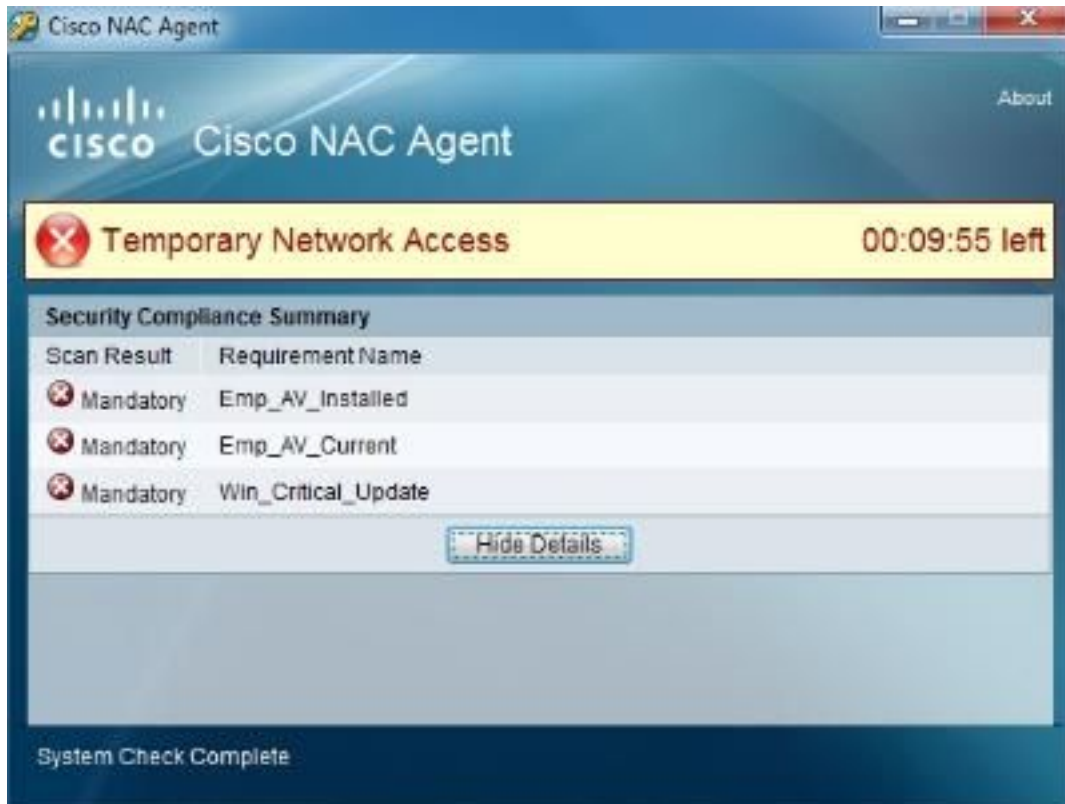 Cisco NAC Agent
About
CISCO Cisco NAC Agent
Temporary Network Access 00:09:55 left
Security Compliance Summary
Scan Result Requirement Name
Mandatory Emp_AV_Installed
Mandatory Emp_AV_Current
Mandatory Win_Critical_Update
Hide Details
System Check Complete